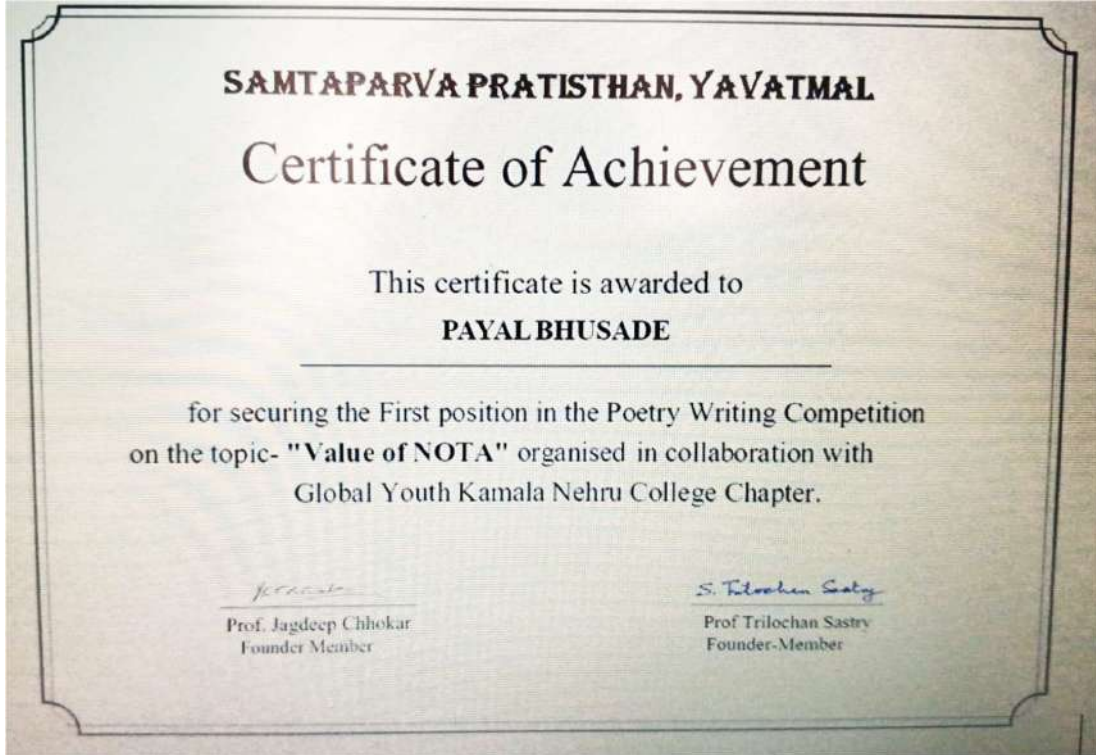 SAMTAPARVA PRATISTHAN, YAVATMAL
Certificate of Achievement
This certificate is awarded to
PAYAL BHUSADE
for securing the First position in the Poetry Writing Competition
on the topic- "Value of NOTA" organised in collaboration with
Global Youth Kamala Nehru College Chapter.
S. Trilochan Sastry
Prof. Jagdeep Chhokar
Prof Trilochan Sastry
Founder Member
Founder-Member